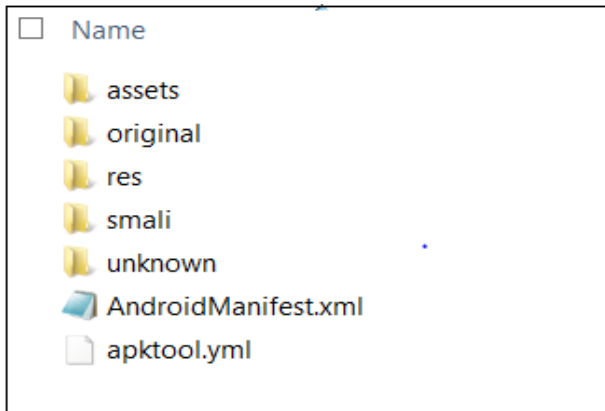 Name
assets
original
res
smali
unknown
AndroidManifest.xml
apktool.yml